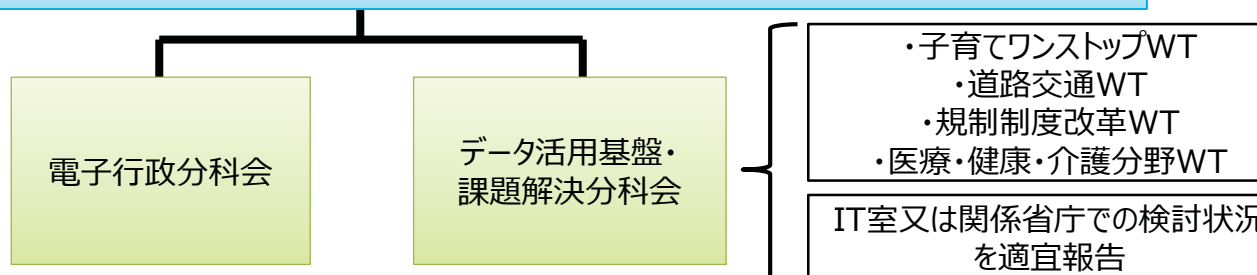 電子行政分科会
データ活用基盤・
課題解決分科会
・子育てワンストップWT
・道路交通WT
・規制制度改革WT
・医療・健康・介護分野WT
IT室又は関係省庁での検討状況
を適宜報告